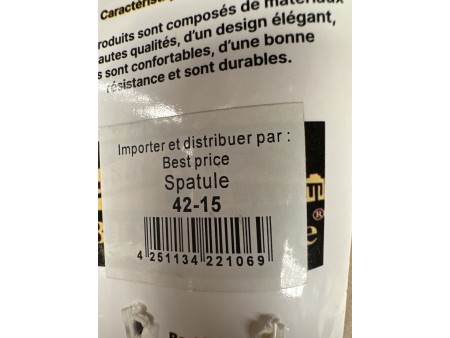 Caractéris
roduits sont composés de matériaux
autes qualités, d'un design élégant,
s sont confortables, d'une bonne
résistance et sont durables.
Importer et distribuer par :
Best price
Spatule
42-15
®
4 251134 221069